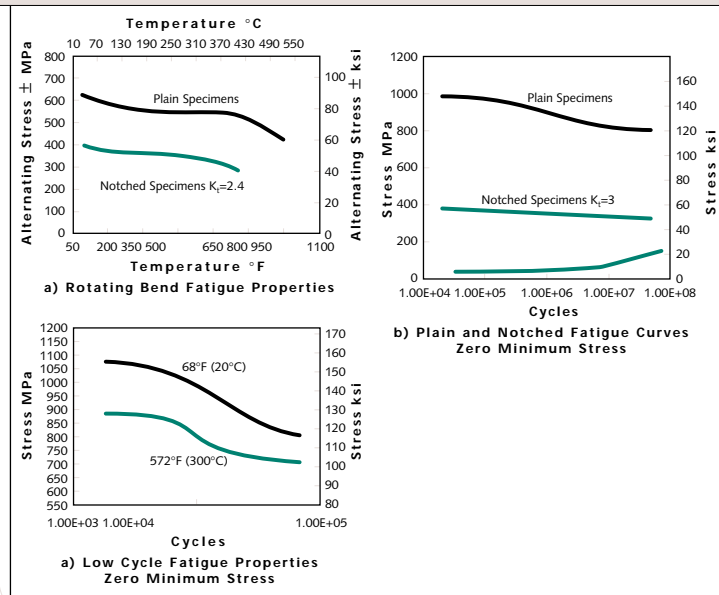 Temperature °C
10 70 130 190 250 310 370 430 490 550
Alternating Stress ± MPa
800
700
600
500
400
300
200
100
0
Plain Specimens
Notched Specimens Kt=2.4
100
80
60
40
20
0
Alternating Stress ± ksi
50 200 350 500 650 800 950 1100
Temperature °F
a) Rotating Bend Fatigue Properties
Stress MPa
1200
1000
800
400
200
0
Plain Specimens
Notched Specimens Kt=3
160
140
120
100
80
60
40
20
0
Stress ksi
1.00E+04 1.00E+05 1.00E+06 1.00E+07 1.00E+08
Cycles
b) Plain and Notched Fatigue Curves
Zero Minimum Stress
Stress MPa
1200
1150
1100
1050
1000
950
900
850
800
750
700
650
600
550
68°F (20°C)
572°F (300°C)
170
160
150
140
130
120
110
100
90
80
Stress ksi
1.00E+03 1.00E+04 1.00E+05
Cycles
a) Low Cycle Fatigue Properties
Zero Minimum Stress